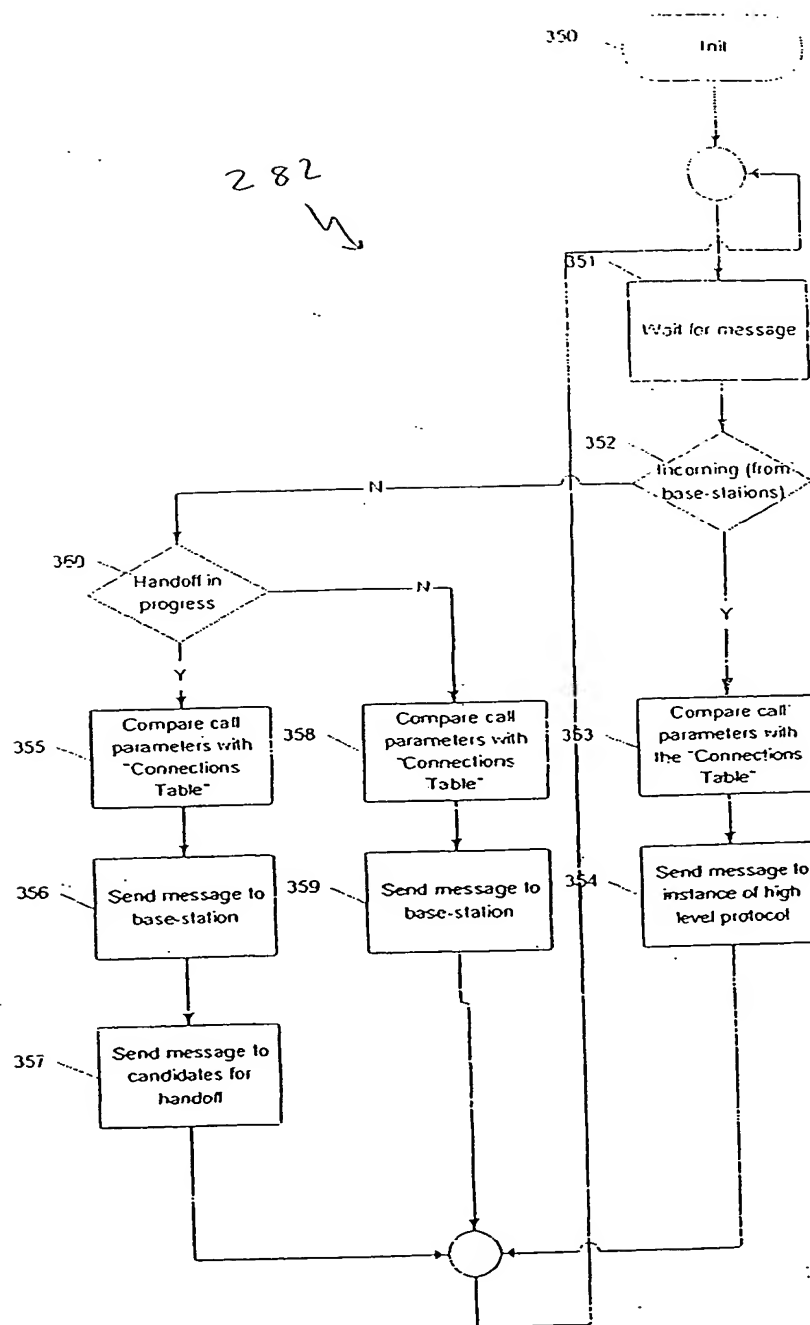 350
Init
282
351
Wait for message
352
Incoming (from
base-stations)
N
360
Handoff in
progress
N
Y
Y
355
Compare call
parameters with
"Connections
Table"
358
Compare call
parameters with
"Connections
Table"
353
Compare call
parameters with
the "Connections
Table"
356
Send message to
base-station
359
Send message to
base-station
354
Send message to
instance of high
level protocol
357
Send message to
candidates for
handoff